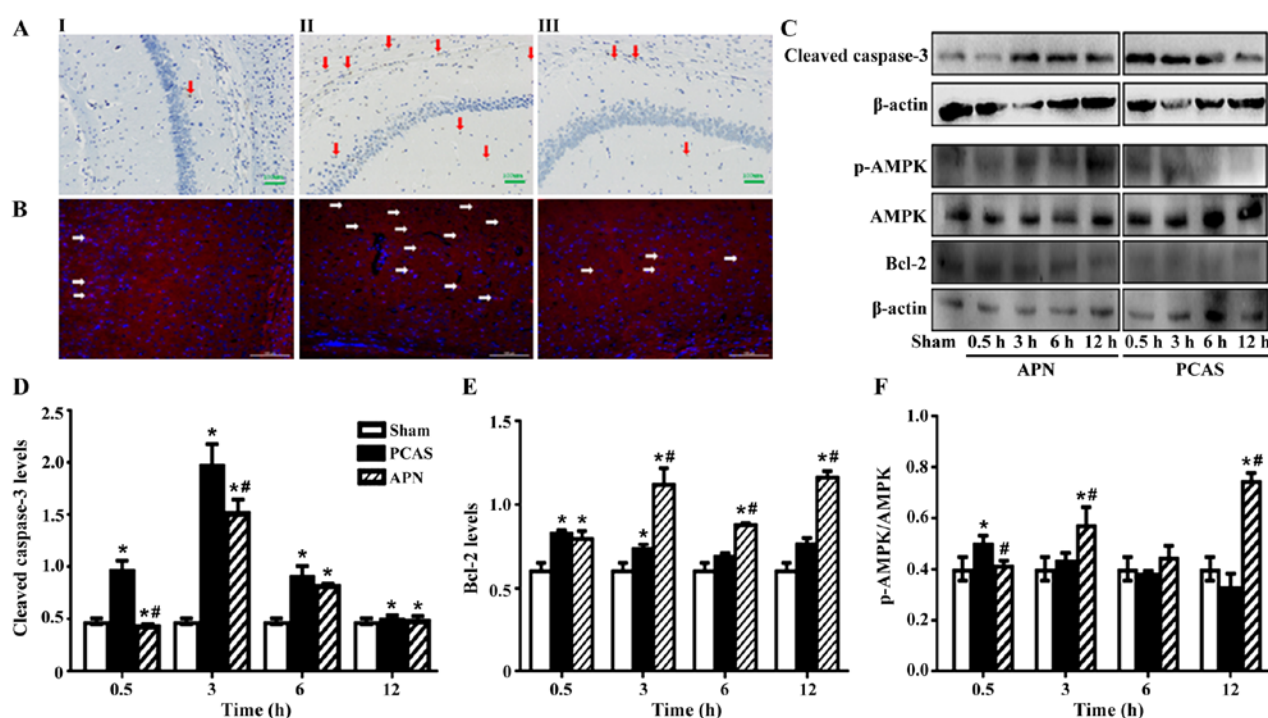 A I II III
B
C
Cleaved caspase-3
β-actin
p-AMPK
AMPK
Bcl-2
β-actin
Sham 0.5 h 3 h 6 h 12 h 0.5 h 3 h 6 h 12 h
APN PCAS
D
Cleaved caspase-3 levels
2.5
2.0
1.5
1.0
0.5
0
Sham
PCAS
APN
* *# * *# * * * *
0.5 3 6 12
Time (h)
E
Bcl-2 levels
1.5
1.0
0.5
0
* * * *# *# *#
0.5 3 6 12
Time (h)
F
p-AMPK/AMPK
1.0
0.8
0.6
0.4
0.2
0.0
* # *# *#
0.5 3 6 12
Time (h)